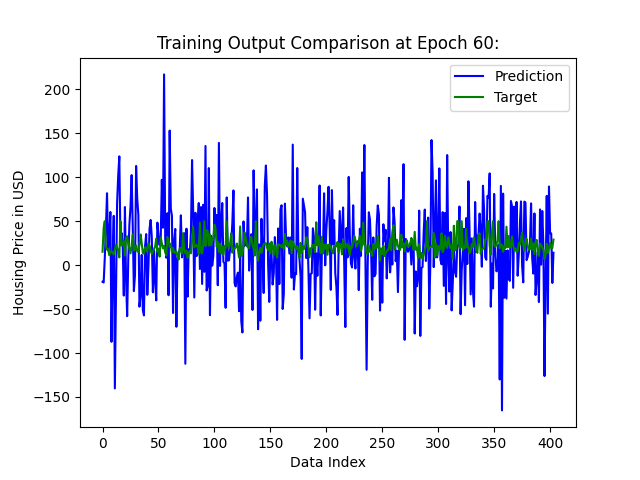 Training Output Comparison at Epoch 60:
Prediction
Target
Housing Price in USD
200
150
100
50
0
−50
−100
−150
0 50 100 150 200 250 300 350 400
Data Index